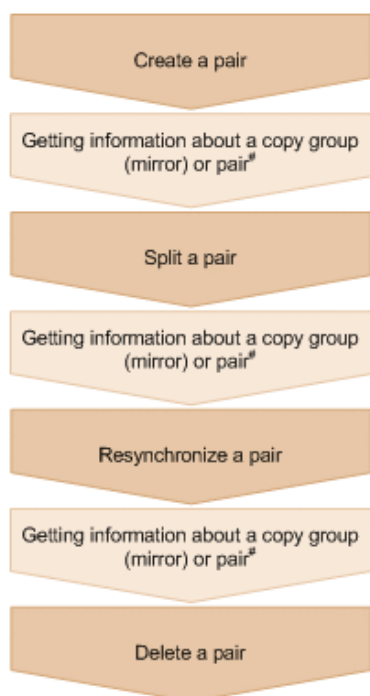 Create a pair
Getting information about a copy group
(mirror) or pair#
Split a pair
Getting information about a copy group
(mirror) or pair#
Resynchronize a pair
Getting information about a copy group
(mirror) or pair#
Delete a pair